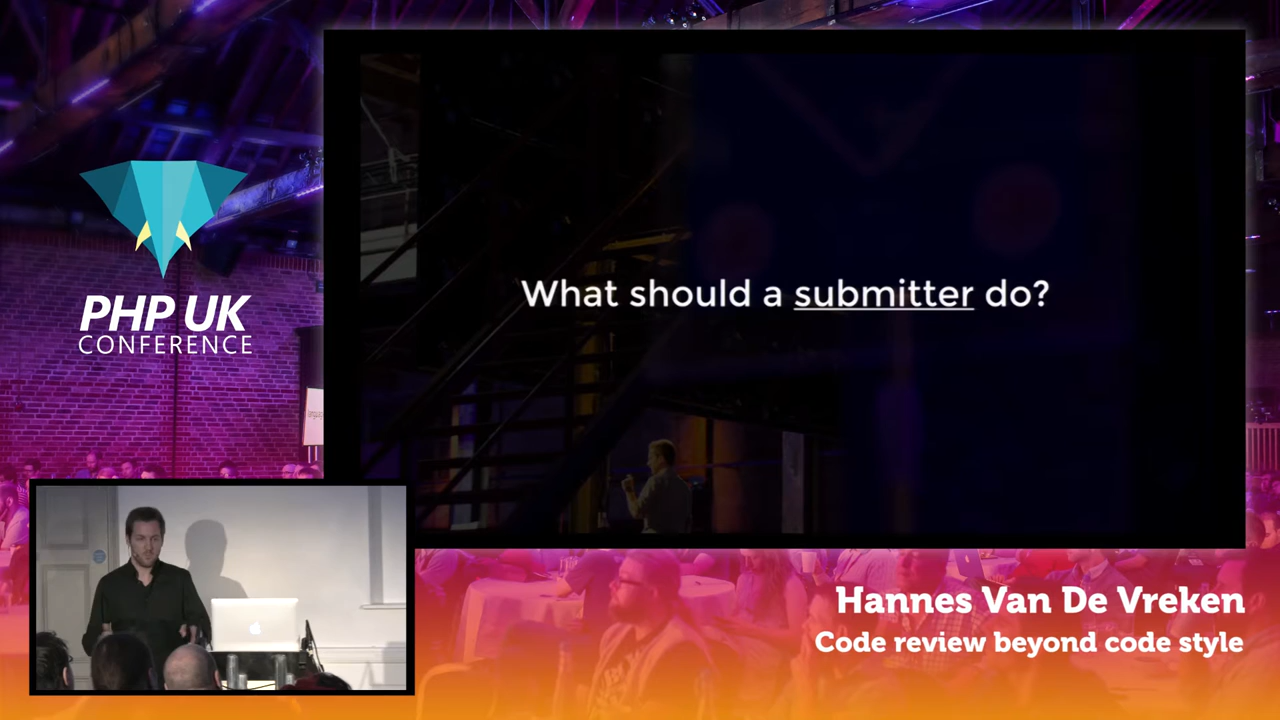 What should a submitter do?
PHP UK
CONFERENCE
Hannes Van De Vreken
Code review beyond code style